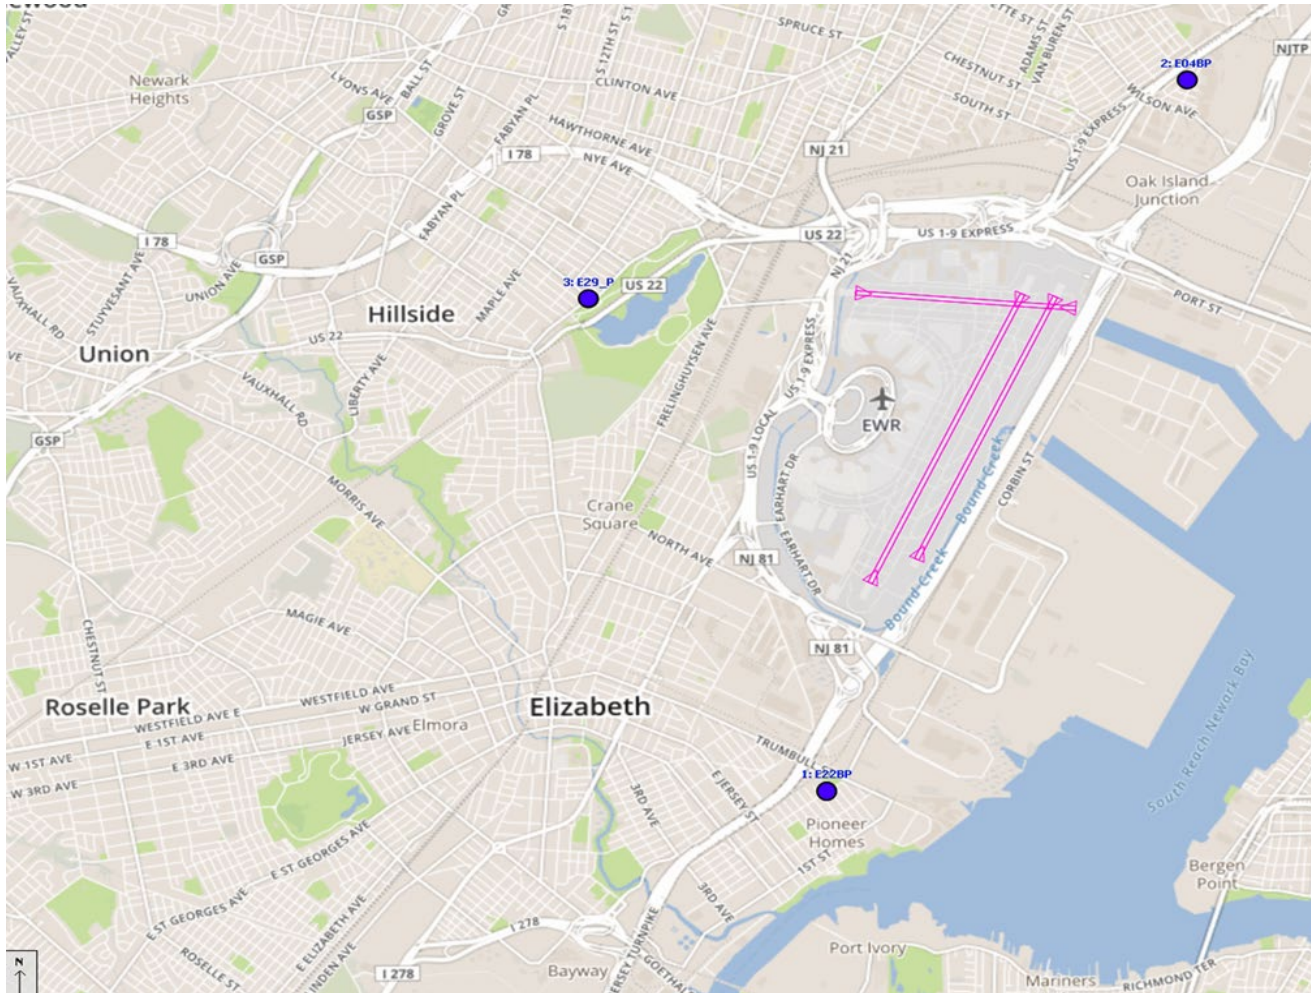 ewood
VALLEY ST
Newark
Heights
LYONS AVE
BALL ST
GSP
GROVE ST
FABYAN PL
S 12TH ST
CLINTON AVE
HAWTHORNE AVE
SPRUCE ST
CHESTNUT ST
SOUTH ST
ADAMS ST
VAN BUREN ST
2: E04BP
WILSON AVE
NJTP
I 78
NYE AVE
NJ 21
US 1-9 EXPRESS
Oak Island
Junction
I 78
GSP
FABYAN PL
US 22
US 1-9 EXPRESS
NJ 21
UNION AVE
STUYVESANT AVE
VAUXHALL RD
3: E29_P
US 22
MAPLE AVE
Hillside
PORT ST
Union
US 22
VAUXHALL RD
LIBERTY AVE
FRELINGHUYSEN AVE
US 1-9 EXPRESS
US 1-9 LOCAL
EWR
GSP
EARHART DR
Bound Creek
CORBIN ST
MORRIS AVE
Crane
Square
NORTH AVE
NJ 81
EARHART DR
Bound Creek
MAGIE AVE
CHESTNUT ST
NJ 81
Roselle Park
WESTFIELD AVE
WESTFIELD AVE E
W GRAND ST
Elizabeth
E 1ST AVE
JERSEY AVE
Elmora
W 1ST AVE
E 3RD AVE
W 3RD AVE
TRUMBULL S
1: E22BP
E JERSEY ST
3RD AVE
Pioneer
Homes
1ST ST
South Reach Newark Bay
E ST GEORGES AVE
E ST GEORGES AVE
3RD AVE
Bergen
Point
I 278
E ELIZABETH AVE
LINDEN AVE
ROSELLE ST
I 278
Bayway
JERSEY TURNPIKE
GOETHAL
Port Ivory
Mariners
RICHMOND TER
N